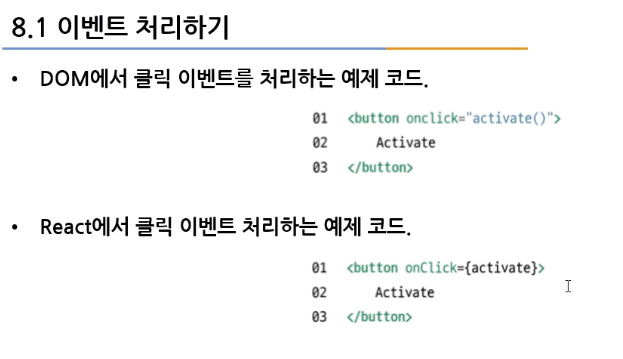 8.1 이벤트 처리하기
• DOM에서 클릭 이벤트를 처리하는 예제 코드.
01 <button onclick="activate()">
02 Activate
03 </button>
• React에서 클릭 이벤트 처리하는 예제 코드.
01 <button onClick={activate}>
02 Activate
03 </button>